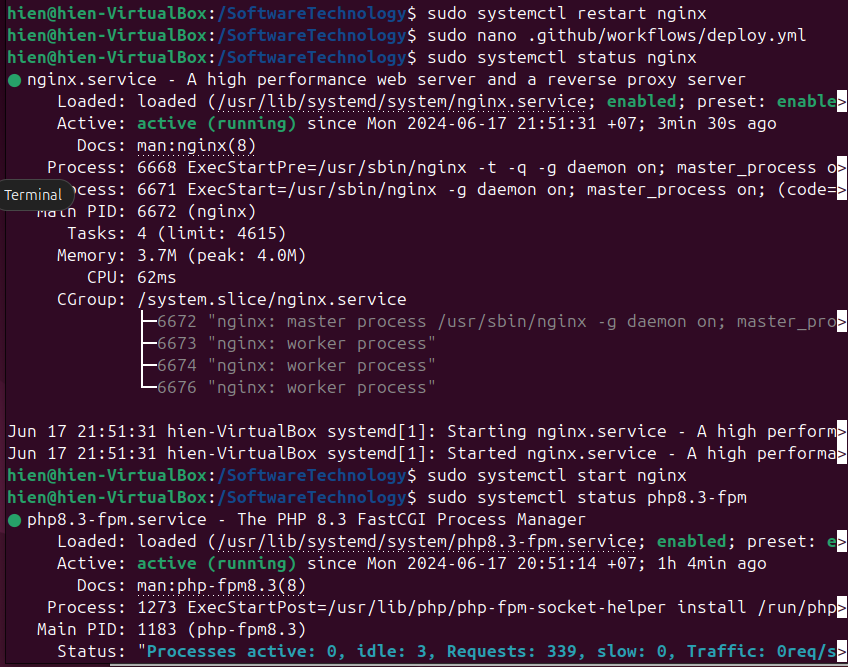 hien@hien-VirtualBox:/SoftwareTechnology$ sudo systemctl restart nginx
hien@hien-VirtualBox:/SoftwareTechnology$ sudo nano .github/workflows/deploy.yml
hien@hien-VirtualBox:/SoftwareTechnology$ sudo systemctl status nginx
● nginx.service - A high performance web server and a reverse proxy server
Loaded: loaded (/usr/lib/systemd/system/nginx.service; enabled; preset: enable>
Active: active (running) since Mon 2024-06-17 21:51:31 +07; 3min 30s ago
Docs: man:nginx(8)
Process: 6668 ExecStartPre=/usr/sbin/nginx -t -q -g daemon on; master_process o>
Terminal
ocess: 6671 ExecStart=/usr/sbin/nginx -g daemon on; master_process on; (code=>
Main PID: 6672 (nginx)
Tasks: 4 (limit: 4615)
Memory: 3.7M (peak: 4.0M)
CPU: 62ms
CGroup: /system.slice/nginx.service
├─6672 "nginx: master process /usr/sbin/nginx -g daemon on; master_pro>
├─6673 "nginx: worker process"
├─6674 "nginx: worker process"
└─6676 "nginx: worker process"
Jun 17 21:51:31 hien-VirtualBox systemd[1]: Starting nginx.service - A high perform>
Jun 17 21:51:31 hien-VirtualBox systemd[1]: Started nginx.service - A high performa>
hien@hien-VirtualBox:/SoftwareTechnology$ sudo systemctl start nginx
hien@hien-VirtualBox:/SoftwareTechnology$ sudo systemctl status php8.3-fpm
● php8.3-fpm.service - The PHP 8.3 FastCGI Process Manager
Loaded: loaded (/usr/lib/systemd/system/php8.3-fpm.service; enabled; preset: e>
Active: active (running) since Mon 2024-06-17 20:51:14 +07; 1h 4min ago
Docs: man:php-fpm8.3(8)
Process: 1273 ExecStartPost=/usr/lib/php/php-fpm-socket-helper install /run/php>
Main PID: 1183 (php-fpm8.3)
Status: "Processes active: 0, idle: 3, Requests: 339, slow: 0, Traffic: 0req/s>